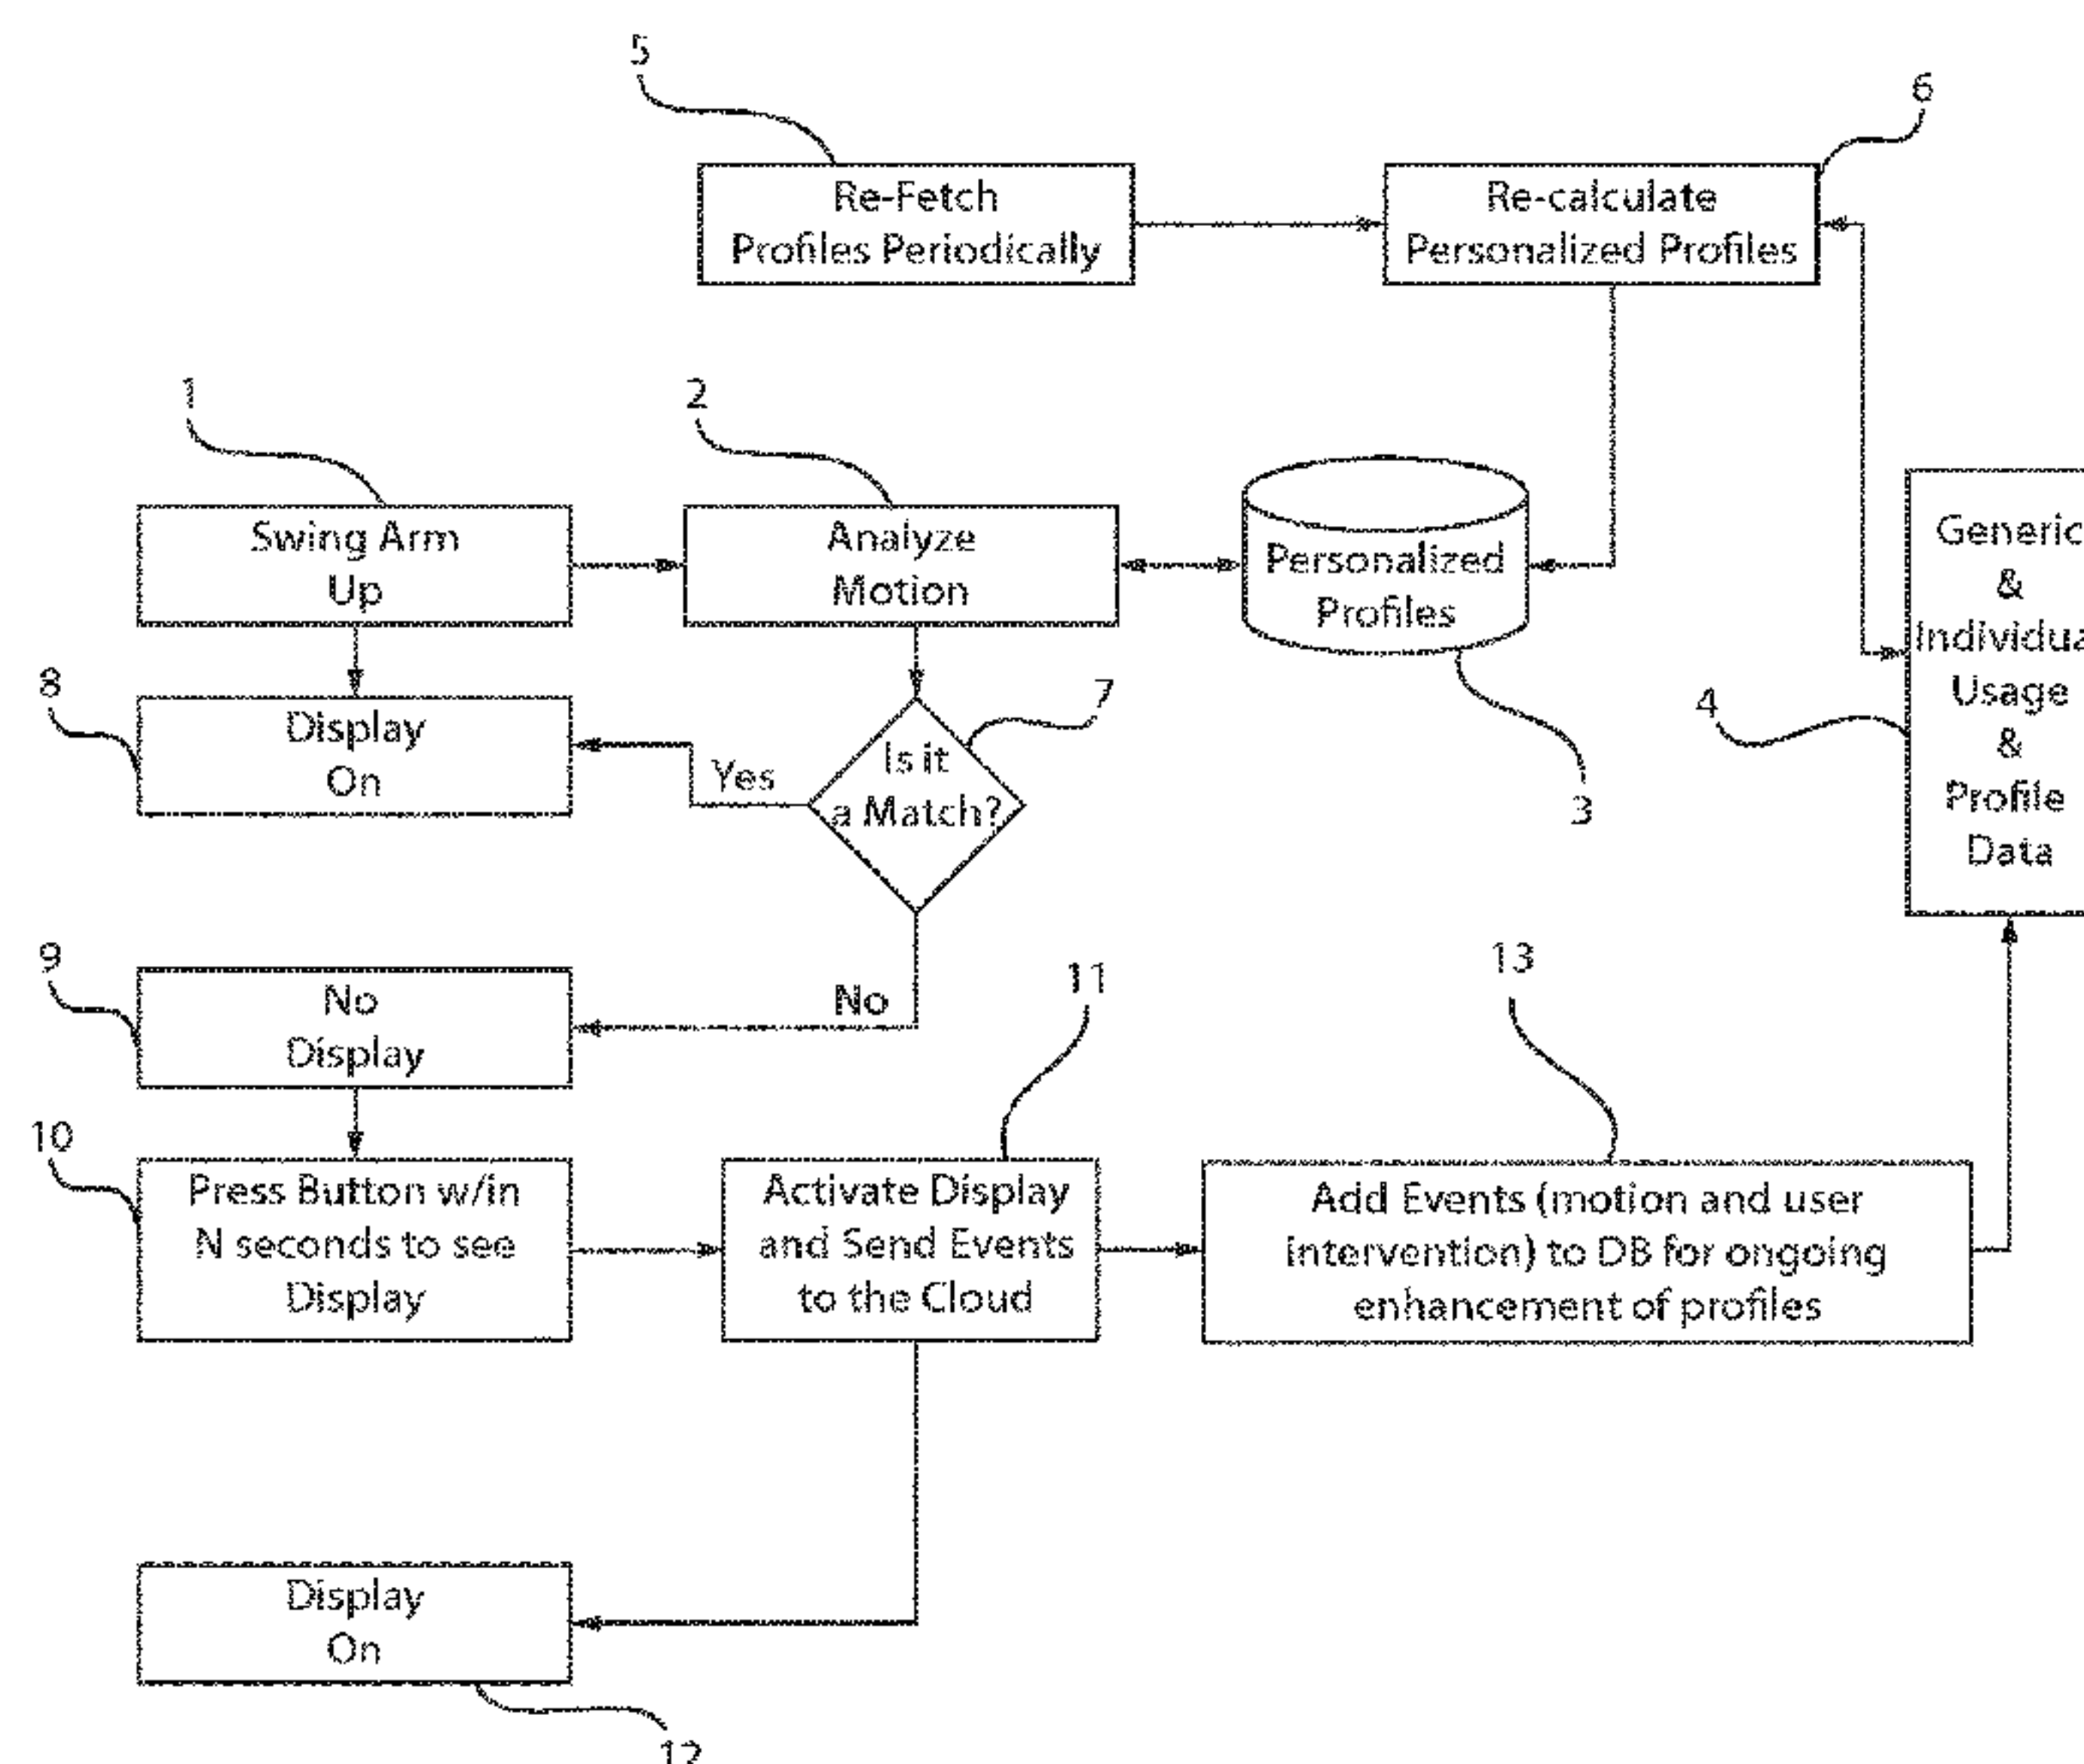 5
6
Re-Fetch
Profiles Periodically
Re-calculate
Personalized Profiles
1
2
Swing Arm
Up
Analyze
Motion
Personalized
Profiles
3
Generic
&
Individua
Usage
&
Profile
Data
4
8
Display
On
Yes
Is it
a Match?
7
9
No
Display
No
11
13
10
Press Button w/in
N seconds to see
Display
Activate Display
and Send Events
to the Cloud
Add Events (motion and user
intervention) to DB for ongoing
enhancement of profiles
Display
On
12